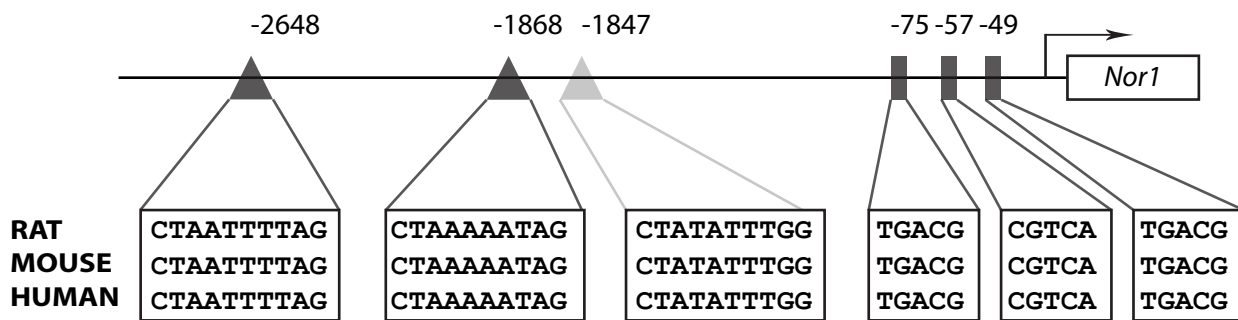 -2648 -1868 -1847 -75 -57 -49
Nor1
RAT CTAATTTTAG CTAAAAATAG CTATATTTGG TGACG CGTCA TGACG
MOUSE CTAATTTTAG CTAAAAATAG CTATATTTGG TGACG CGTCA TGACG
HUMAN CTAATTTTAG CTAAAAATAG CTATATTTGG TGACG CGTCA TGACG